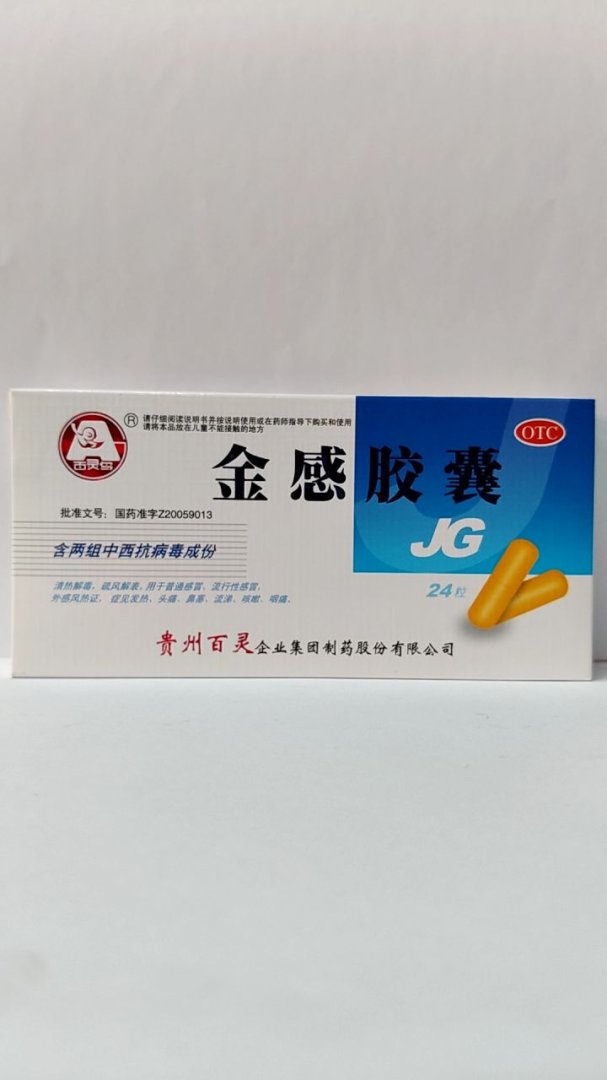 百灵鸟
®
请仔细阅读说明书并按说明使用或在药师指导下购买和使用
请将本品放在儿童不能接触的地方
OTC
金感胶囊
批准文号：国药准字Z20059013
JG
含两组中西抗病毒成份
清热解毒，疏风解表，用于普通感冒，流行性感冒，
外感风热证，症见发热、头痛、鼻塞、流涕、咳嗽、咽痛。
24粒
贵州百灵企业集团制药股份有限公司